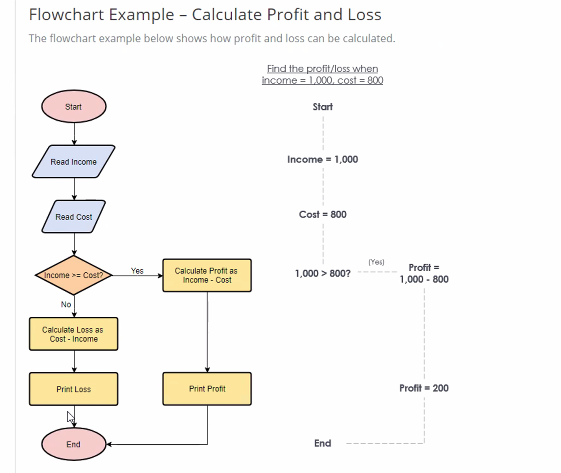 Flowchart Example – Calculate Profit and Loss
The flowchart example below shows how profit and loss can be calculated.
Find the profit/loss when
income = 1,000, cost = 800
Start
Start
Read Income
Income = 1,000
Read Cost
Cost = 800
Income >= Cost?
Yes
Calculate Profit as
Income - Cost
1,000 > 800?
(Yes)
Profit =
1,000 - 800
No
Calculate Loss as
Cost - Income
Print Loss
Print Profit
Profit = 200
End
End